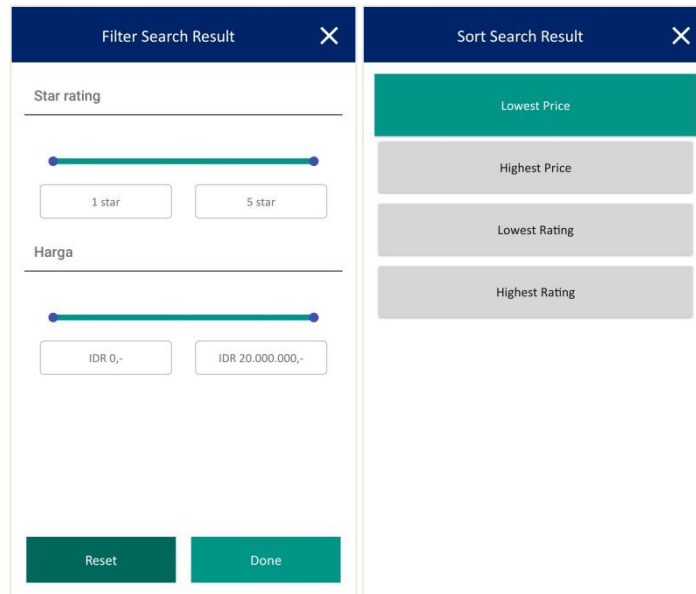 Filter Search Result
Star rating
1 star
5 star
Harga
IDR 0,-
IDR 20.000.000,-
Reset
Done
Sort Search Result
Lowest Price
Highest Price
Lowest Rating
Highest Rating